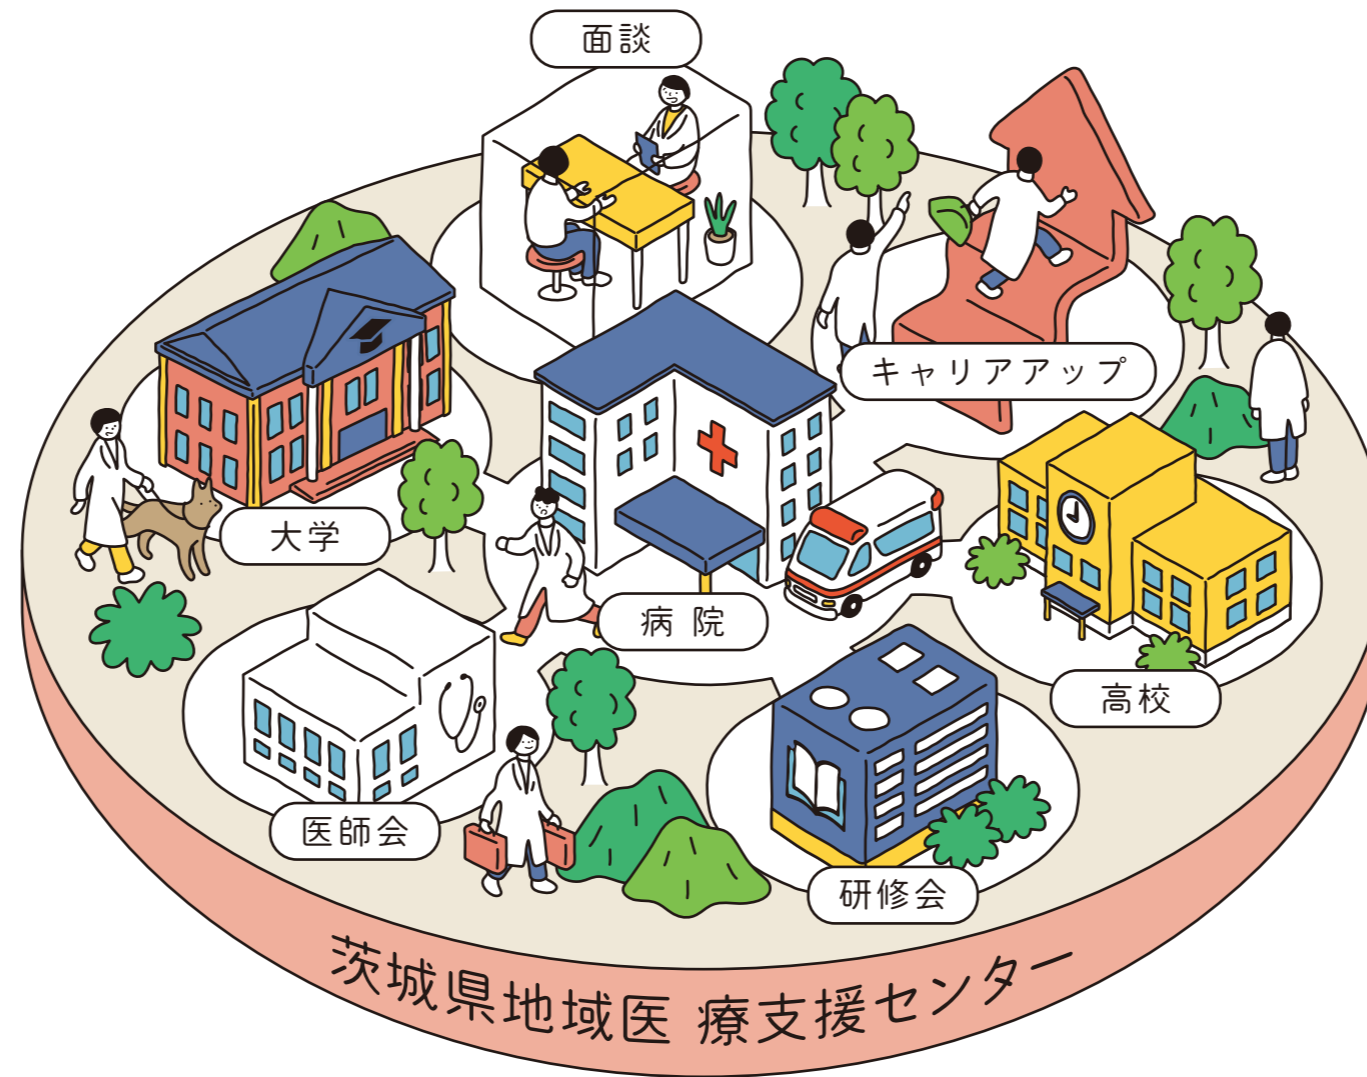 面談
キャリアアップ
大学
病院
高校
医師会
研修会
茨城県地域医療支援センター